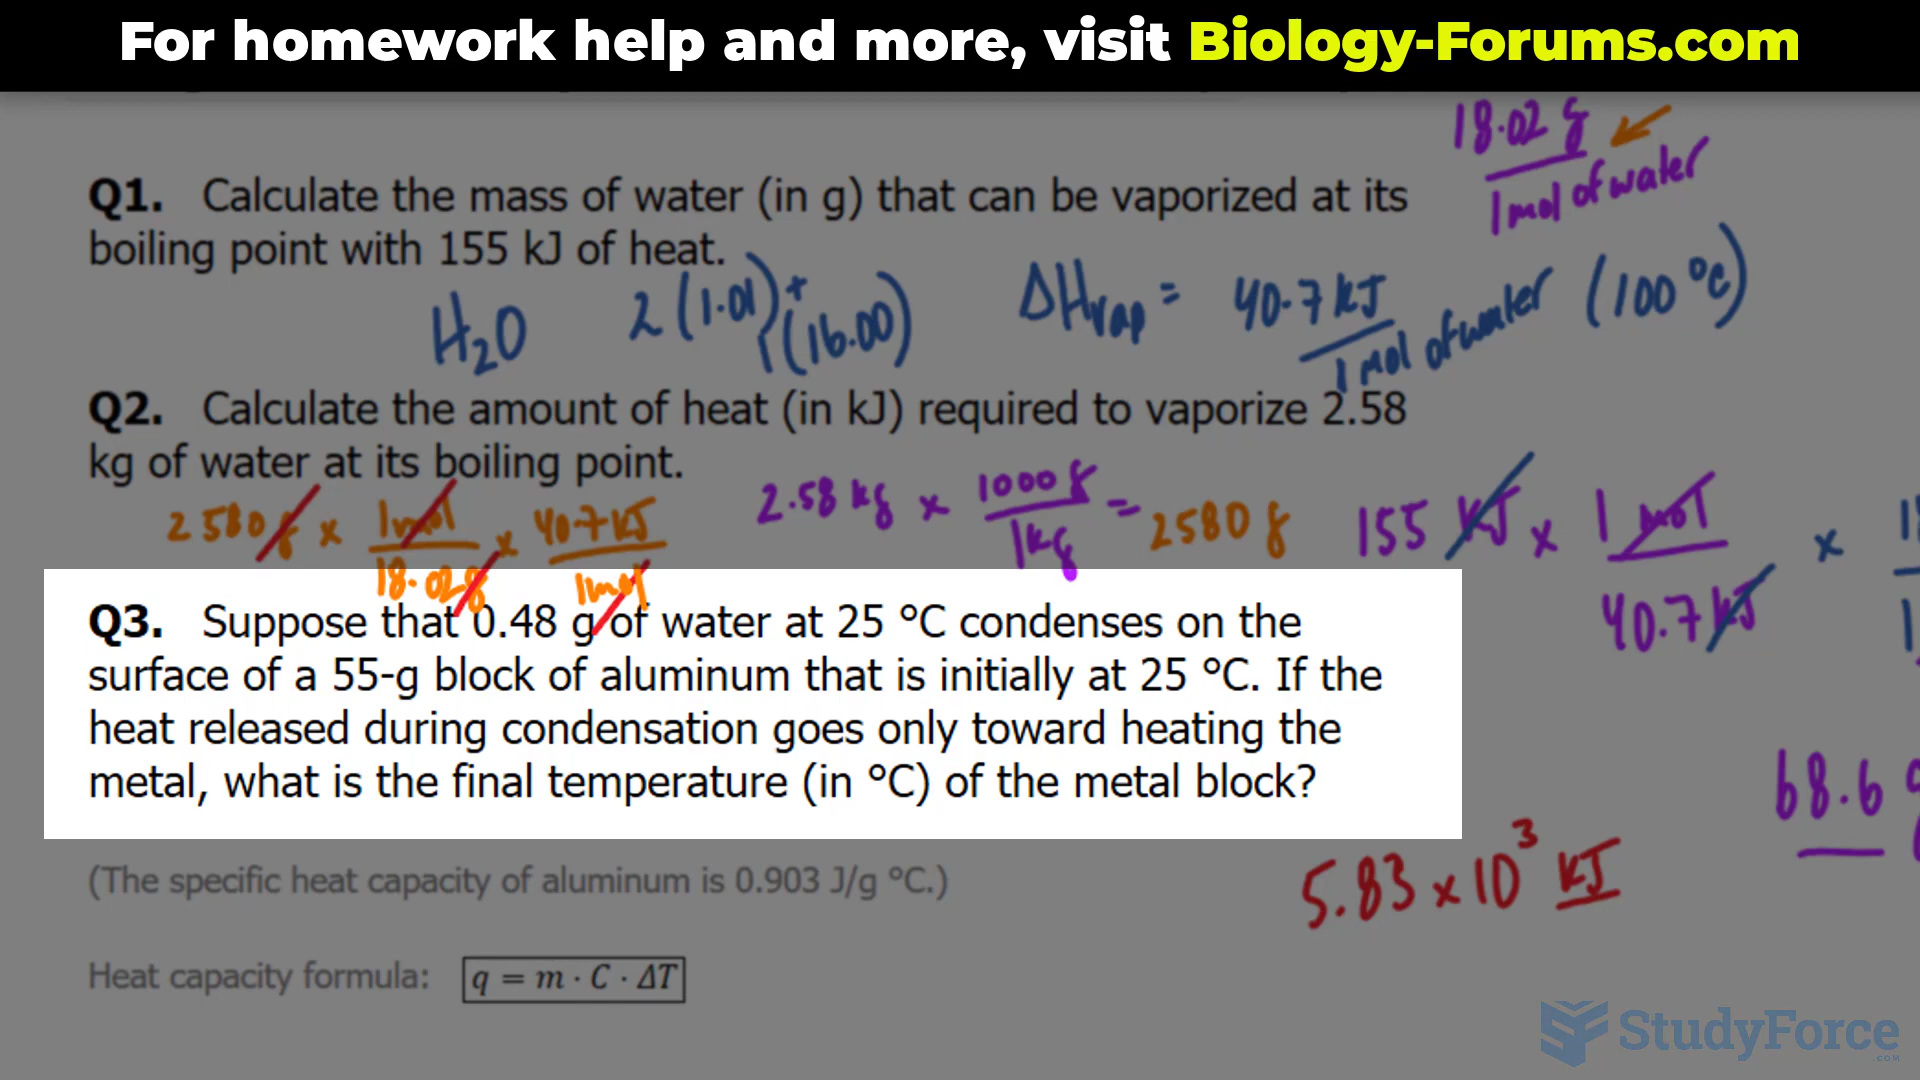 For homework help and more, visit Biology-Forums.com
18.02 g
1 mol of water
Q1. Calculate the mass of water (in g) that can be vaporized at its
boiling point with 155 kJ of heat.
H₂O 2(1.01) + 1(16.00) ΔHvap = 40.7 kJ (100 °C)
1 mol of water
Q2. Calculate the amount of heat (in kJ) required to vaporize 2.58
kg of water at its boiling point.
2580 g x 1 mol x 40.7 kJ
18.02 g 1 mol
2.58 kg x 1000 g = 2580 g
1 kg
155 kJ x 1 mol x
40.7 kJ
Q3. Suppose that 0.48 g of water at 25 °C condenses on the
surface of a 55-g block of aluminum that is initially at 25 °C. If the
heat released during condensation goes only toward heating the
metal, what is the final temperature (in °C) of the metal block?
68.6
5.83 x 10³ kJ
(The specific heat capacity of aluminum is 0.903 J/g °C.)
Heat capacity formula: q = m · C · ΔT
StudyForce
.COM